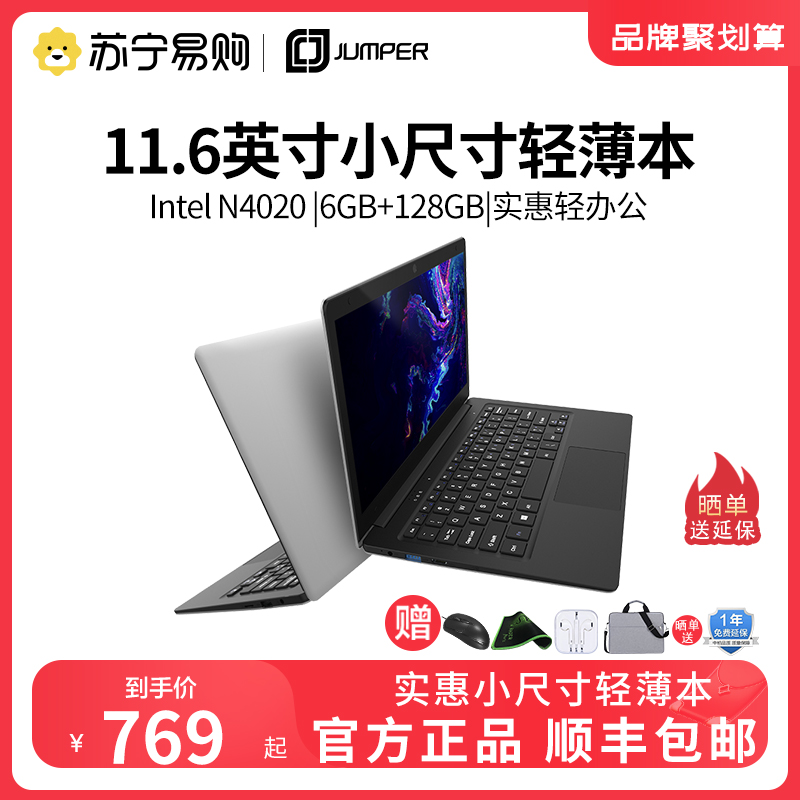 苏宁易购 | JUMPER
品牌聚划算
11.6英寸小尺寸轻薄本
Intel N4020 |6GB+128GB|实惠轻办公
晒单
送延保
赠
晒单
送
1年
免费延保
到手价
¥ 769 起
实惠小尺寸轻薄本
官方正品 顺丰包邮